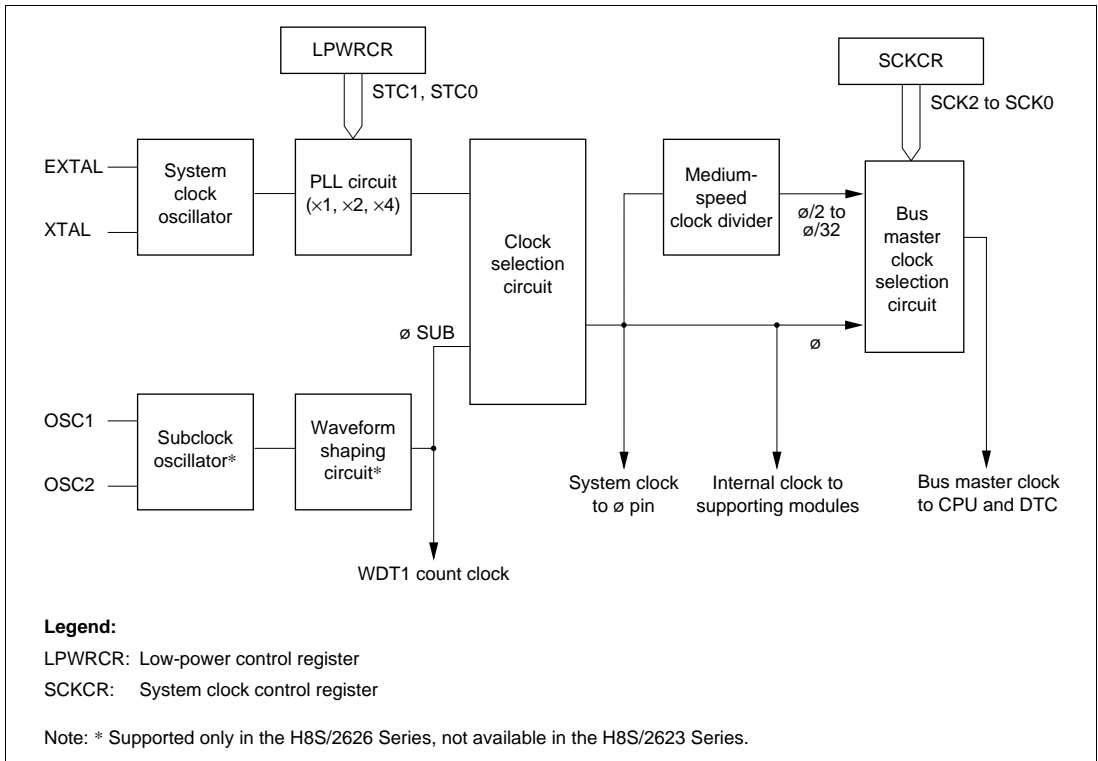 LPWRCR
STC1, STC0
SCKCR
SCK2 to SCK0
EXTAL
XTAL
System
clock
oscillator
PLL circuit
(×1, ×2, ×4)
Clock
selection
circuit
Medium-
speed
clock divider
ø/2 to
ø/32
Bus
master
clock
selection
circuit
ø SUB
ø
OSC1
OSC2
Subclock
oscillator*
Waveform
shaping
circuit*
System clock
to ø pin
Internal clock to
supporting modules
Bus master clock
to CPU and DTC
WDT1 count clock
Legend:
LPWRCR: Low-power control register
SCKCR: System clock control register
Note: * Supported only in the H8S/2626 Series, not available in the H8S/2623 Series.